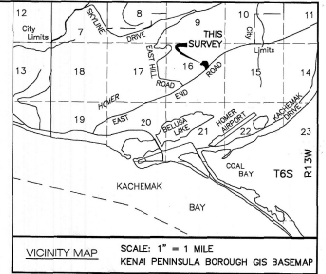 12
8
9
10
11
City
Limits
7
SKYLINE
DRIVE
THIS
SURVEY
City
Limits
13
18
17
EAST HILL
ROAD
16
ROAD
15
14
HOMER
EAST
END
24
19
20
BELUGA
LAKE
21
HOMER
AIRPORT
22
KACHEMAK
DRIVE
23
R13W
CCAL
BAY
T6S
KACHEMAK
BAY
VICINITY MAP
SCALE: 1" = 1 MILE
KENAI PENINSULA BOROUGH GIS BASEMAP